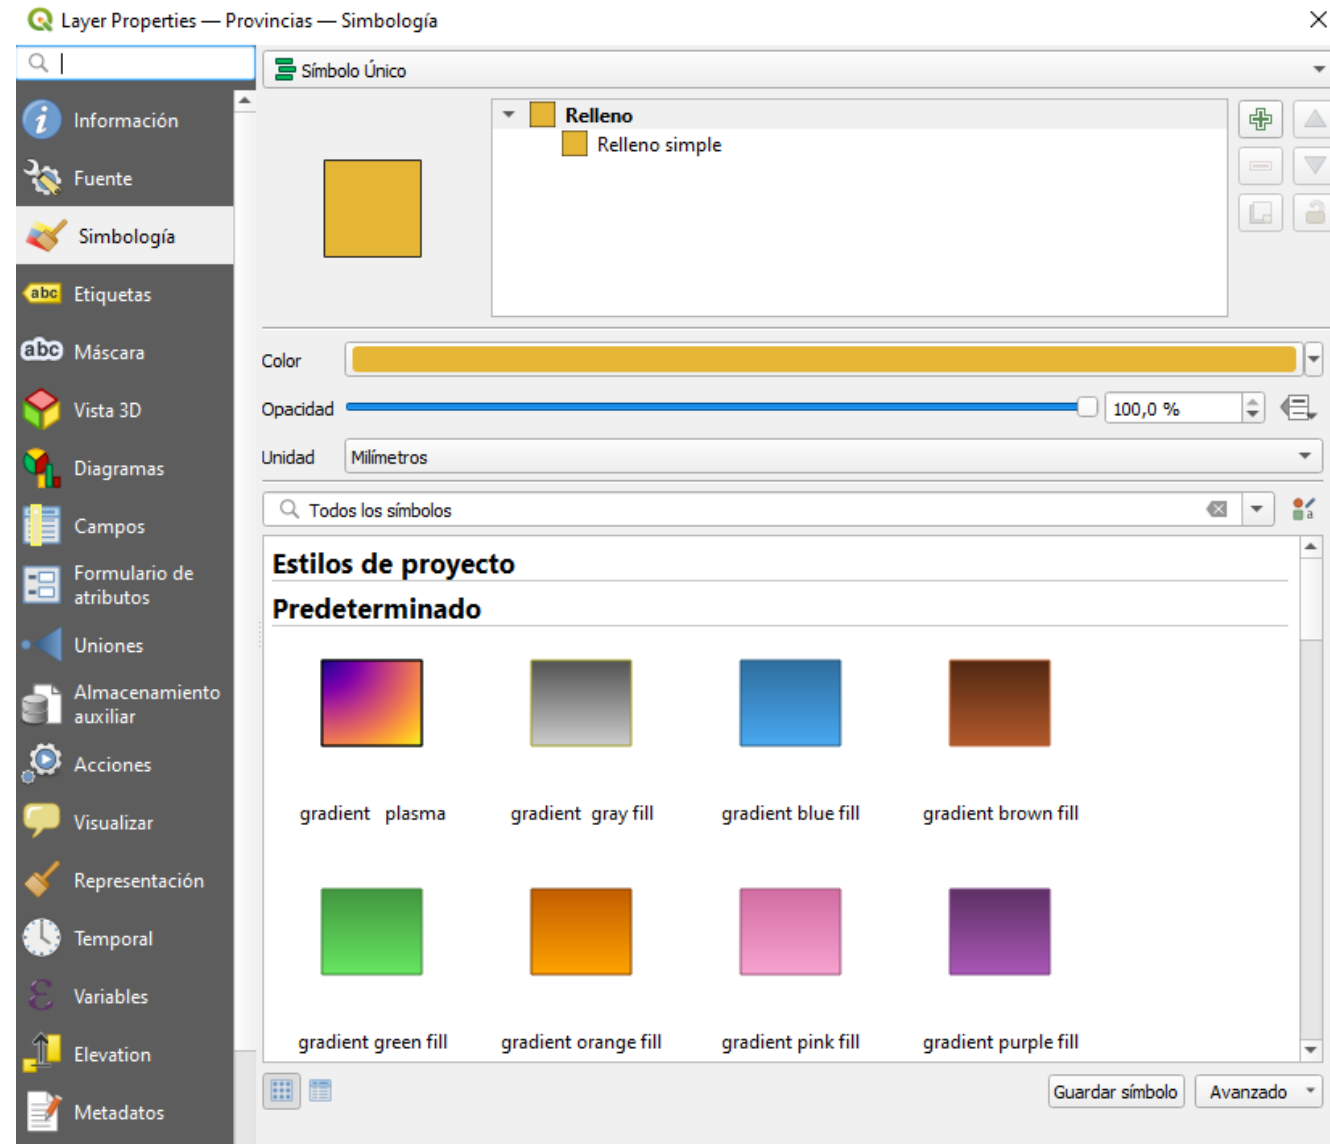 Layer Properties — Provincias — Simbología
Símbolo Único
Información
Fuente
Simbología
Etiquetas
Máscara
Vista 3D
Diagramas
Campos
Formulario de
atributos
Uniones
Almacenamiento
auxiliar
Acciones
Visualizar
Representación
Temporal
Variables
Elevation
Metadatos
abc
abc
Relleno
Relleno simple
Color
Opacidad 100,0 %
Unidad Milímetros
Todos los símbolos
a
Estilos de proyecto
Predeterminado
gradient plasma gradient gray fill gradient blue fill gradient brown fill
gradient green fill gradient orange fill gradient pink fill gradient purple fill
Guardar símbolo Avanzado